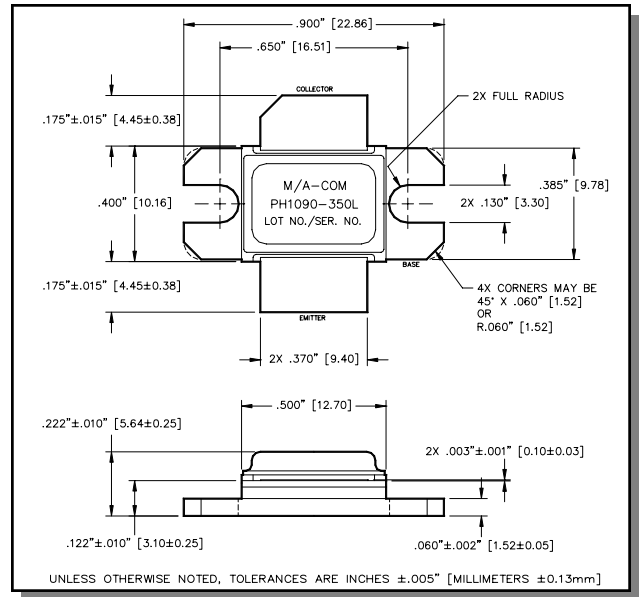 .900" [22.86]
.650" [16.51]
COLLECTOR
2X FULL RADIUS
.175"±.015" [4.45±0.38]
M/A-COM
PH1090-350L
LOT NO./SER. NO.
.400" [10.16]
2X .130" [3.30]
.385" [9.78]
BASE
.175"±.015" [4.45±0.38]
4X CORNERS MAY BE
45° X .060" [1.52]
OR
R.060" [1.52]
EMITTER
2X .370" [9.40]
.500" [12.70]
.222"±.010" [5.64±0.25]
2X .003"±.001" [0.10±0.03]
.122"±.010" [3.10±0.25]
.060"±.002" [1.52±0.05]
UNLESS OTHERWISE NOTED, TOLERANCES ARE INCHES ±.005" [MILLIMETERS ±0.13mm]